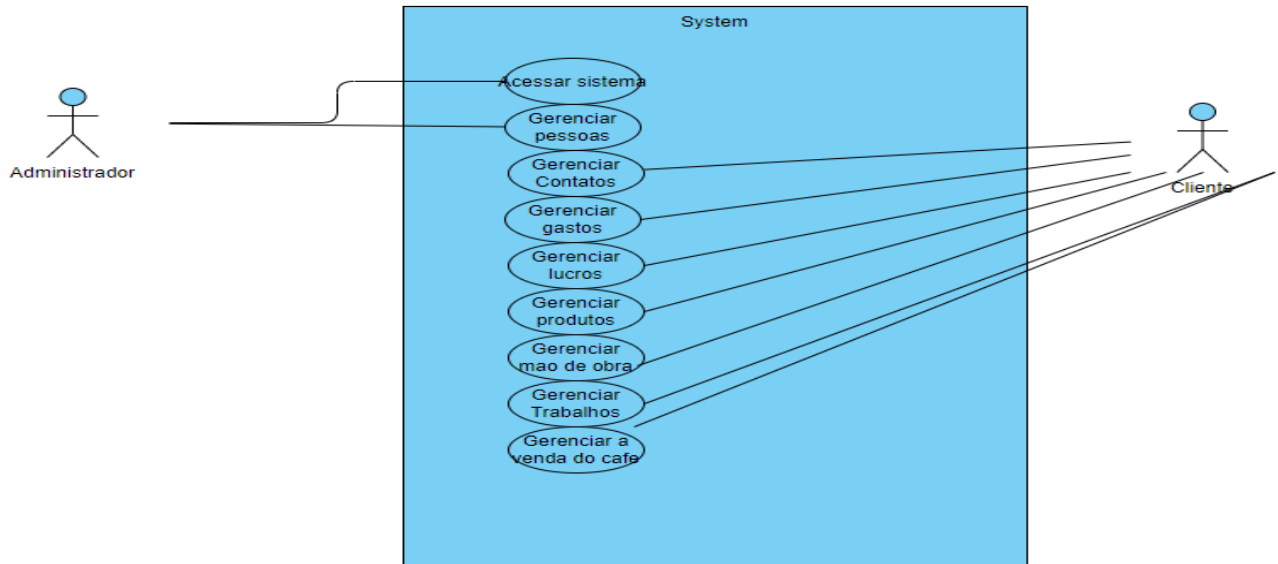 System
Acessar sistema
Administrador
Gerenciar
pessoas
Gerenciar
Contatos
Cliente
Gerenciar
gastos
Gerenciar
lucros
Gerenciar
produtos
Gerenciar
mao de obra
Gerenciar
Trabalhos
Gerenciar a
venda do cafe